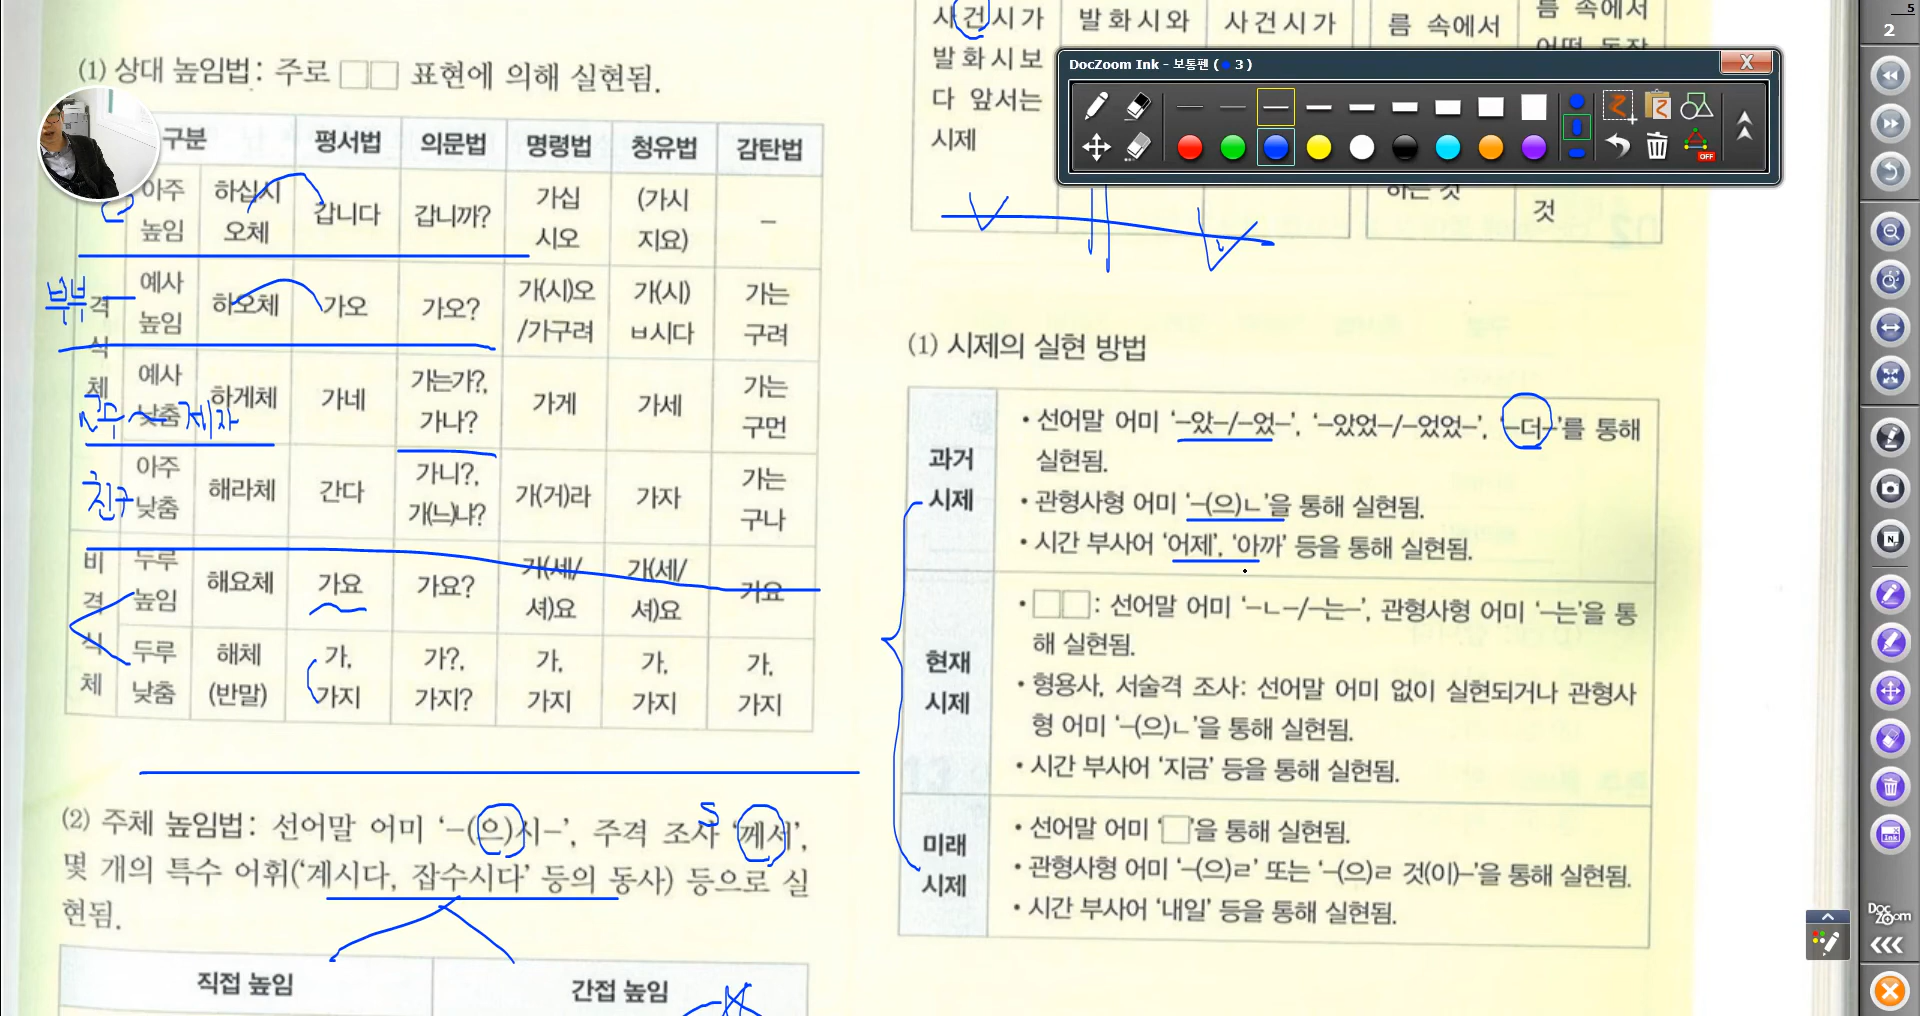 (1) 상대 높임법: 주로 □□ 표현에 의해 실현됨.
구분 평서법 의문법 명령법 청유법 감탄법
격식체
아주 높임 하십시오체 갑니다 갑니까? 가십시오 (가시지요) –
예사 높임 하오체 가오 가오? 가(시)오/가구려 가(시)ㅂ시다 가는구려
예사 낮춤 하게체 가네 가는가?, 가나? 가게 가세 가는구먼
아주 낮춤 해라체 간다 가니?, 가(느)냐? 가(거)라 가자 가는구나
비격식체
두루 높임 해요체 가요 가요? 가(세/셔)요 가(세/셔)요 가요
두루 낮춤 해체(반말) 가, 가지 가?, 가지? 가, 가지 가, 가지 가, 가지
부부
교수 ~ 제자
친구
(2) 주체 높임법: 선어말 어미 ‘–(으)시–’, 주격 조사 ‘께서’,
몇 개의 특수 어휘(‘계시다, 잡수시다’ 등의 동사) 등으로 실
현됨.
직접 높임 간접 높임
사건시가
발화시보
다 앞서는
시제
발화시와
사건시가
름 속에서
하는 것
름 속에서
것
DocZoom Ink - 보통펜 ( 3 )
X
OFF
(1) 시제의 실현 방법
과거 시제
• 선어말 어미 ‘–았–/–었–’, ‘–았었–/–었었–’, ‘–더–’를 통해
실현됨.
• 관형사형 어미 ‘–(으)ㄴ’을 통해 실현됨.
• 시간 부사어 ‘어제’, ‘아까’ 등을 통해 실현됨.
현재 시제
• □□: 선어말 어미 ‘–ㄴ–/–는–’, 관형사형 어미 ‘–는’을 통
해 실현됨.
• 형용사, 서술격 조사: 선어말 어미 없이 실현되거나 관형사
형 어미 ‘–(으)ㄴ’을 통해 실현됨.
• 시간 부사어 ‘지금’ 등을 통해 실현됨.
미래 시제
• 선어말 어미 ‘□’을 통해 실현됨.
• 관형사형 어미 ‘–(으)ㄹ’ 또는 ‘–(으)ㄹ 것(이)–’을 통해 실현됨.
• 시간 부사어 ‘내일’ 등을 통해 실현됨.
5
2
N
Ink
DocZoom